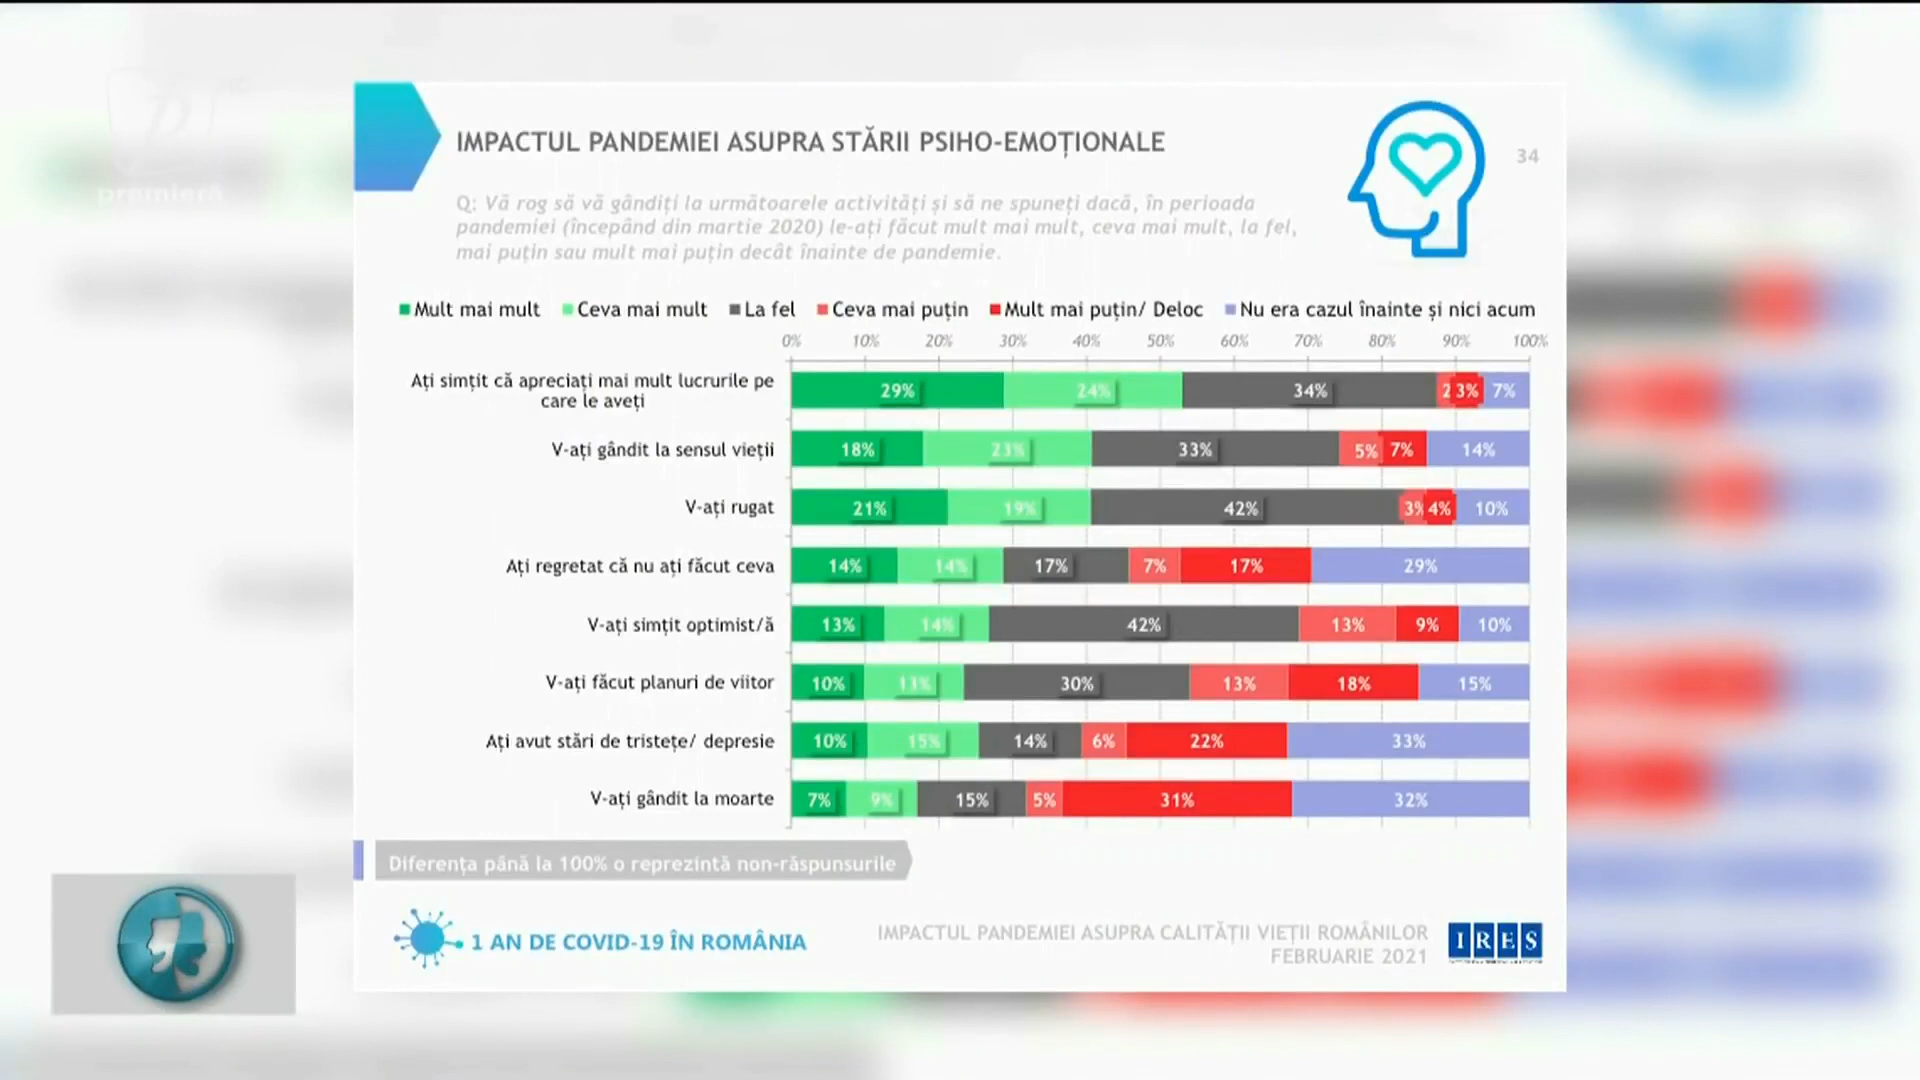 premieră
IMPACTUL PANDEMIEI ASUPRA STĂRII PSIHO-EMOȚIONALE
34
Q: Vă rog să vă gândiți la următoarele activități și să ne spuneți dacă, în perioada
pandemiei (începând din martie 2020) le-ați făcut mult mai mult, ceva mai mult, la fel,
mai puțin sau mult mai puțin decât înainte de pandemie.
Mult mai mult Ceva mai mult La fel Ceva mai puțin Mult mai puțin/ Deloc Nu era cazul înainte și nici acum
0% 10% 20% 30% 40% 50% 60% 70% 80% 90% 100%
Ați simțit că apreciați mai mult lucrurile pe
care le aveți
29% 24% 34% 2 3% 7%
V-ați gândit la sensul vieții 18% 23% 33% 5% 7% 14%
V-ați rugat 21% 19% 42% 3% 4% 10%
Ați regretat că nu ați făcut ceva 14% 14% 17% 7% 17% 29%
V-ați simțit optimist/ă 13% 14% 42% 13% 9% 10%
V-ați făcut planuri de viitor 10% 13% 30% 13% 18% 15%
Ați avut stări de tristețe/ depresie 10% 15% 14% 6% 22% 33%
V-ați gândit la moarte 7% 9% 15% 5% 31% 32%
Diferența până la 100% o reprezintă non-răspunsurile
1 AN DE COVID-19 ÎN ROMÂNIA
IMPACTUL PANDEMIEI ASUPRA CALITĂȚII VIEȚII ROMÂNILOR
FEBRUARIE 2021
IRES